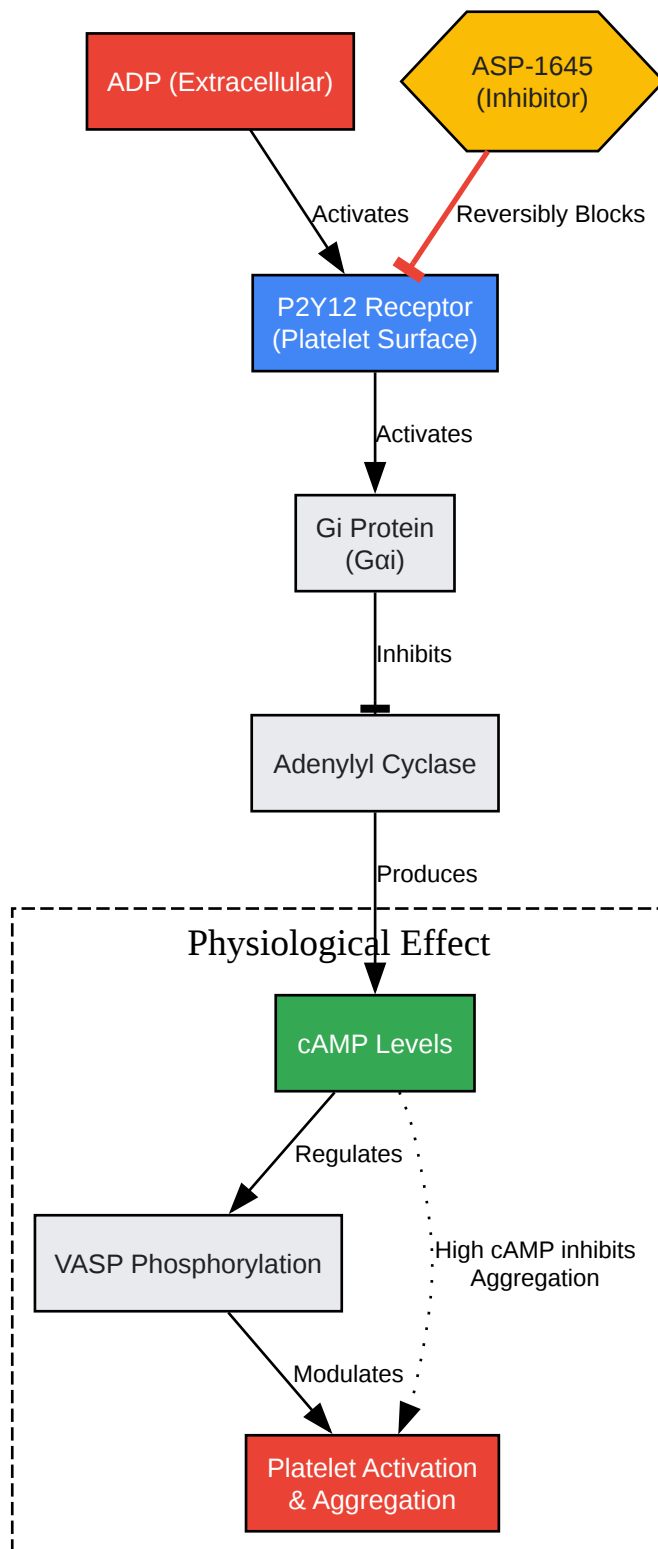 ADP (Extracellular)
ASP-1645
(Inhibitor)
Activates
Reversibly Blocks
P2Y12 Receptor
(Platelet Surface)
Activates
Gi Protein
(Gαi)
Inhibits
Adenylyl Cyclase
Produces
Physiological Effect
cAMP Levels
Regulates
VASP Phosphorylation
High cAMP inhibits
Aggregation
Modulates
Platelet Activation
& Aggregation